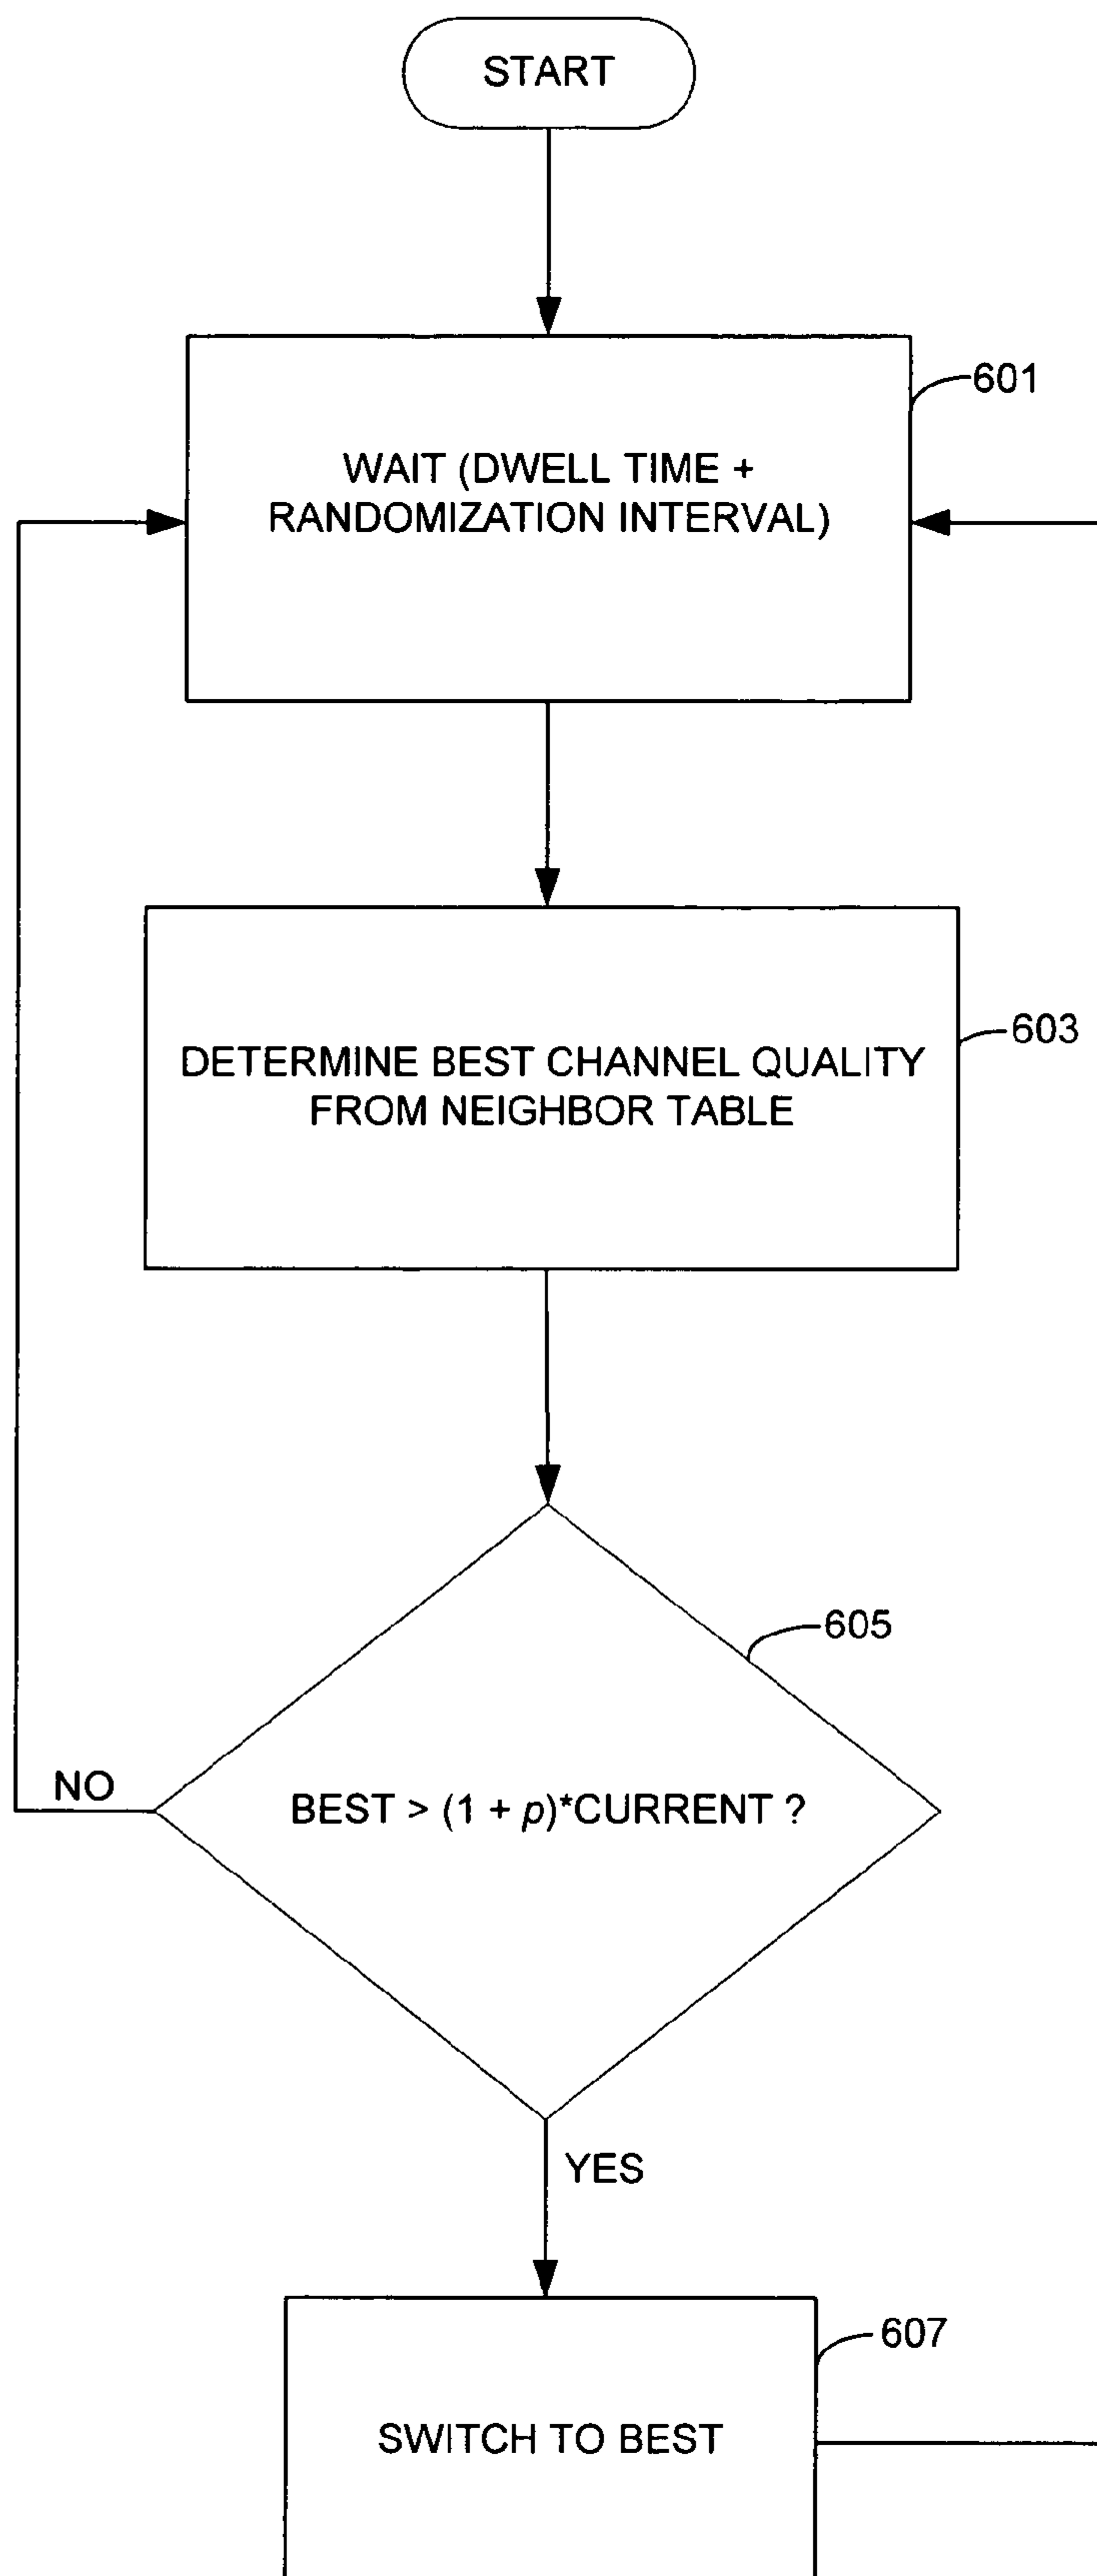 START
601
WAIT (DWELL TIME +
RANDOMIZATION INTERVAL)
603
DETERMINE BEST CHANNEL QUALITY
FROM NEIGHBOR TABLE
605
NO
BEST > (1 + p)*CURRENT ?
YES
607
SWITCH TO BEST